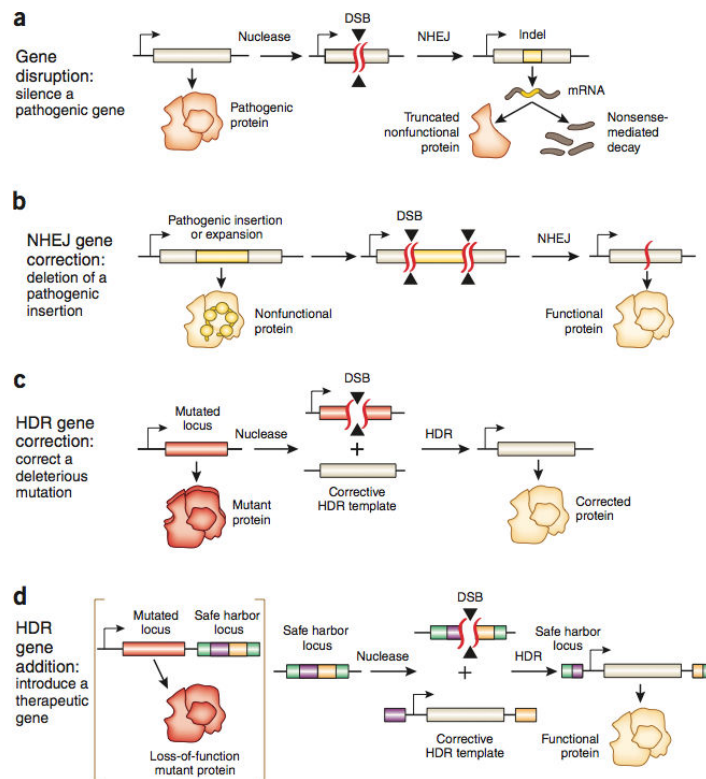 a
Gene
disruption:
silence a
pathogenic gene
Nuclease
DSB
NHEJ
Indel
Pathogenic
protein
mRNA
Truncated
nonfunctional
protein
Nonsense-
mediated
decay
b
NHEJ gene
correction:
deletion of a
pathogenic
insertion
Pathogenic insertion
or expansion
DSB
NHEJ
Nonfunctional
protein
Functional
protein
c
HDR gene
correction:
correct a
deleterious
mutation
Mutated
locus
Nuclease
DSB
+
Corrective
HDR template
HDR
Mutant
protein
Corrected
protein
d
HDR
gene
addition:
introduce a
therapeutic
gene
Mutated
locus
Safe harbor
locus
Loss-of-function
mutant protein
Safe harbor
locus
Nuclease
DSB
+
Corrective
HDR template
HDR
Safe harbor
locus
Functional
protein